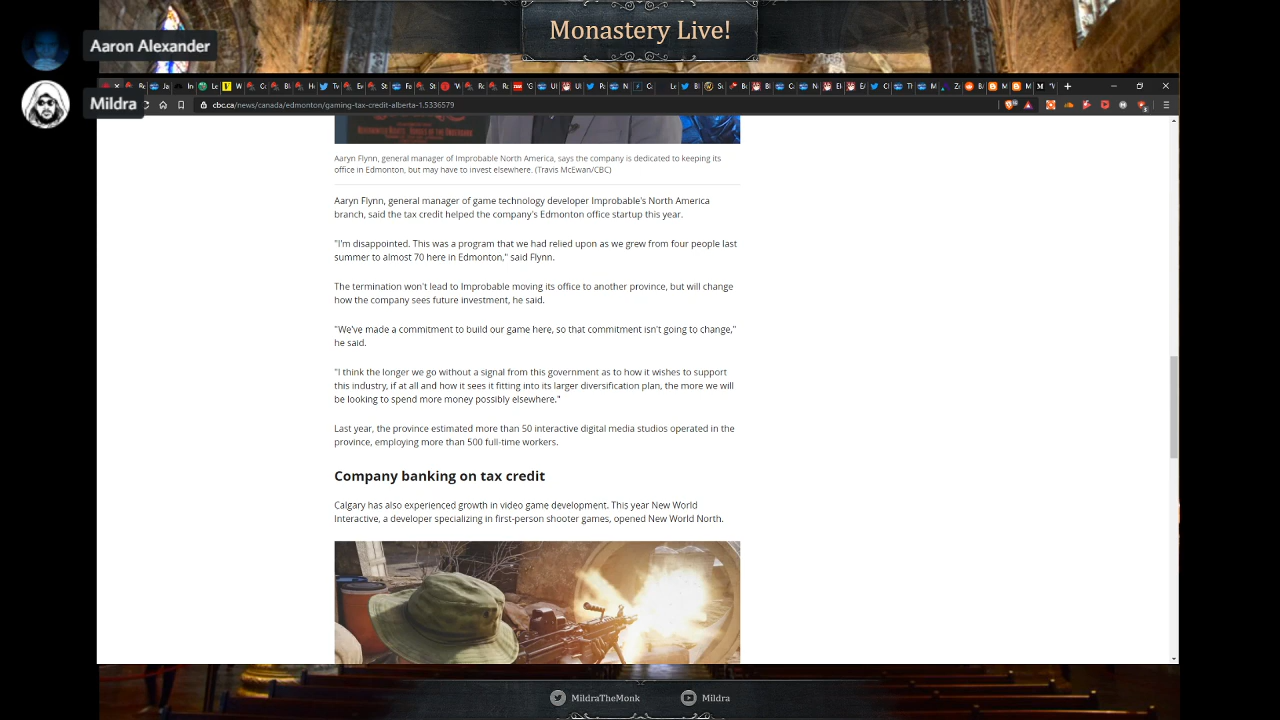 Monastery Live!
Aaron Alexander
Mildra
cbc.ca/news/canada/edmonton/gaming-tax-credit-alberta-1.5336579
Aaryn Flynn, general manager of Improbable North America, says the company is dedicated to keeping its
office in Edmonton, but may have to invest elsewhere. (Travis McEwan/CBC)
Aaryn Flynn, general manager of game technology developer Improbable's North America
branch, said the tax credit helped the company's Edmonton office startup this year.
"I'm disappointed. This was a program that we had relied upon as we grew from four people last
summer to almost 70 here in Edmonton," said Flynn.
The termination won't lead to Improbable moving its office to another province, but will change
how the company sees future investment, he said.
"We've made a commitment to build our game here, so that commitment isn't going to change,"
he said.
"I think the longer we go without a signal from this government as to how it wishes to support
this industry, if at all and how it sees it fitting into its larger diversification plan, the more we will
be looking to spend more money possibly elsewhere."
Last year, the province estimated more than 50 interactive digital media studios operated in the
province, employing more than 500 full-time workers.
Company banking on tax credit
Calgary has also experienced growth in video game development. This year New World
Interactive, a developer specializing in first-person shooter games, opened New World North.
MildraTheMonk
Mildra